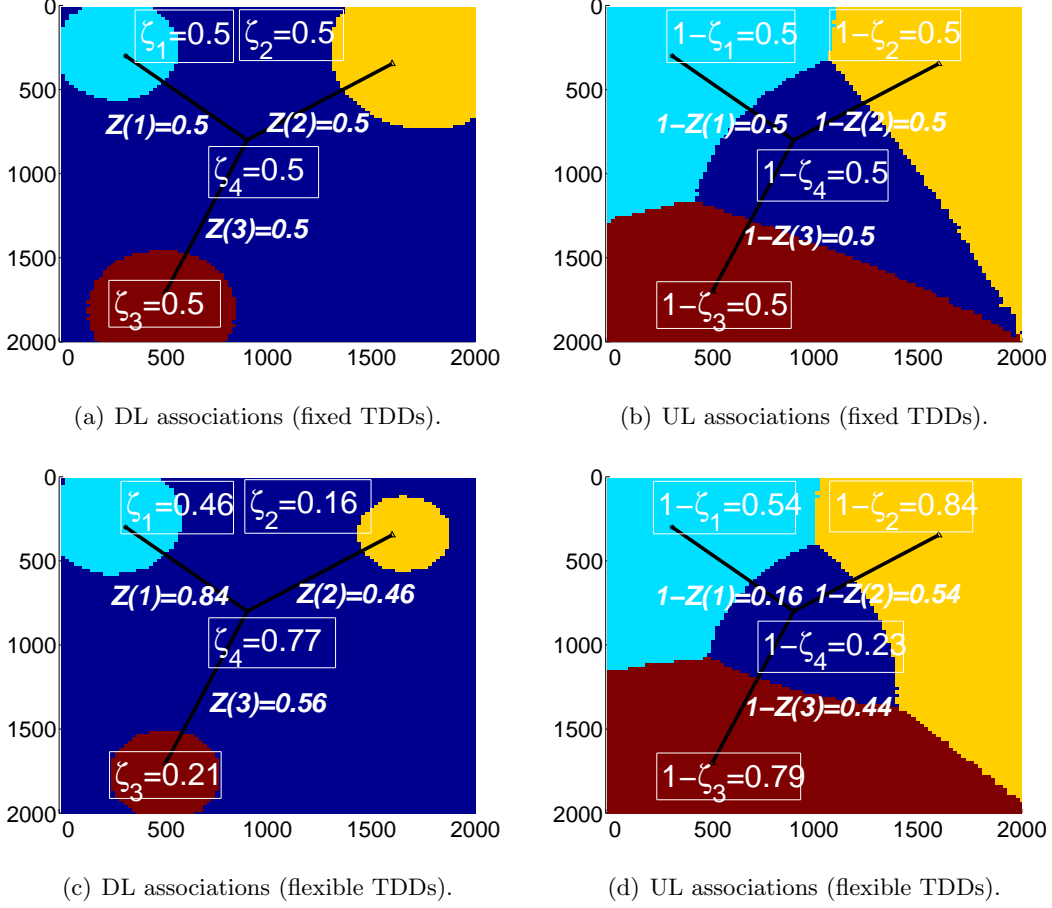 0
500
1000
1500
2000
0
500
1000
1500
2000
ζ1=0.5
ζ2=0.5
Z(1)=0.5
Z(2)=0.5
ζ4=0.5
Z(3)=0.5
ζ3=0.5
(a) DL associations (fixed TDDs).
0
500
1000
1500
2000
0
500
1000
1500
2000
1−ζ1=0.5
1−ζ2=0.5
1−Z(1)=0.5
1−Z(2)=0.5
1−ζ4=0.5
1−Z(3)=0.5
1−ζ3=0.5
(b) UL associations (fixed TDDs).
0
500
1000
1500
2000
0
500
1000
1500
2000
ζ1=0.46
ζ2=0.16
Z(1)=0.84
Z(2)=0.46
ζ4=0.77
Z(3)=0.56
ζ3=0.21
(c) DL associations (flexible TDDs).
0
500
1000
1500
2000
0
500
1000
1500
2000
1−ζ1=0.54
1−ζ2=0.84
1−Z(1)=0.16
1−Z(2)=0.54
1−ζ4=0.23
1−Z(3)=0.44
1−ζ3=0.79
(d) UL associations (flexible TDDs).